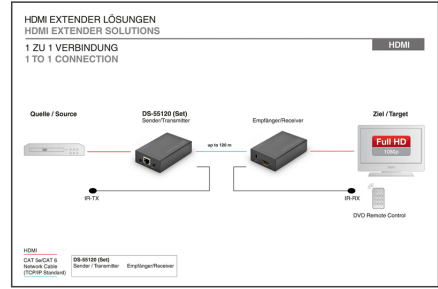 HDMI EXTENDER LÖSUNGEN
HDMI EXTENDER SOLUTIONS
1 ZU 1 VERBINDUNG
1 TO 1 CONNECTION
HDMI
Quelle / Source
DS-55120 (Set)
Sender/Transmitter
Empfänger/Receiver
Ziel / Target
up to 120 m
Full HD
1080p
IR-TX
IR-RX
DVD Remote Control
HDMI
CAT 5e/CAT 6
Network Cable
(TCP/IP Standard)
DS-55120 (Set)
Sender / Transmitter
Empfänger/Receiver